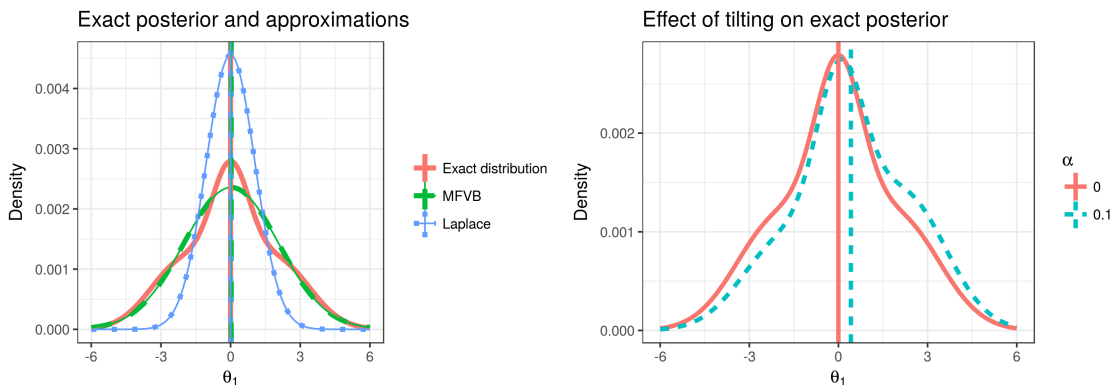 Exact posterior and approximations
Density
0.004
0.003
0.002
0.001
0.000
-6
-3
0
3
6
θ1
Exact distribution
MFVB
Laplace
Effect of tilting on exact posterior
Density
0.002
0.001
0.000
-6
-3
0
3
6
θ1
α
0
0.1